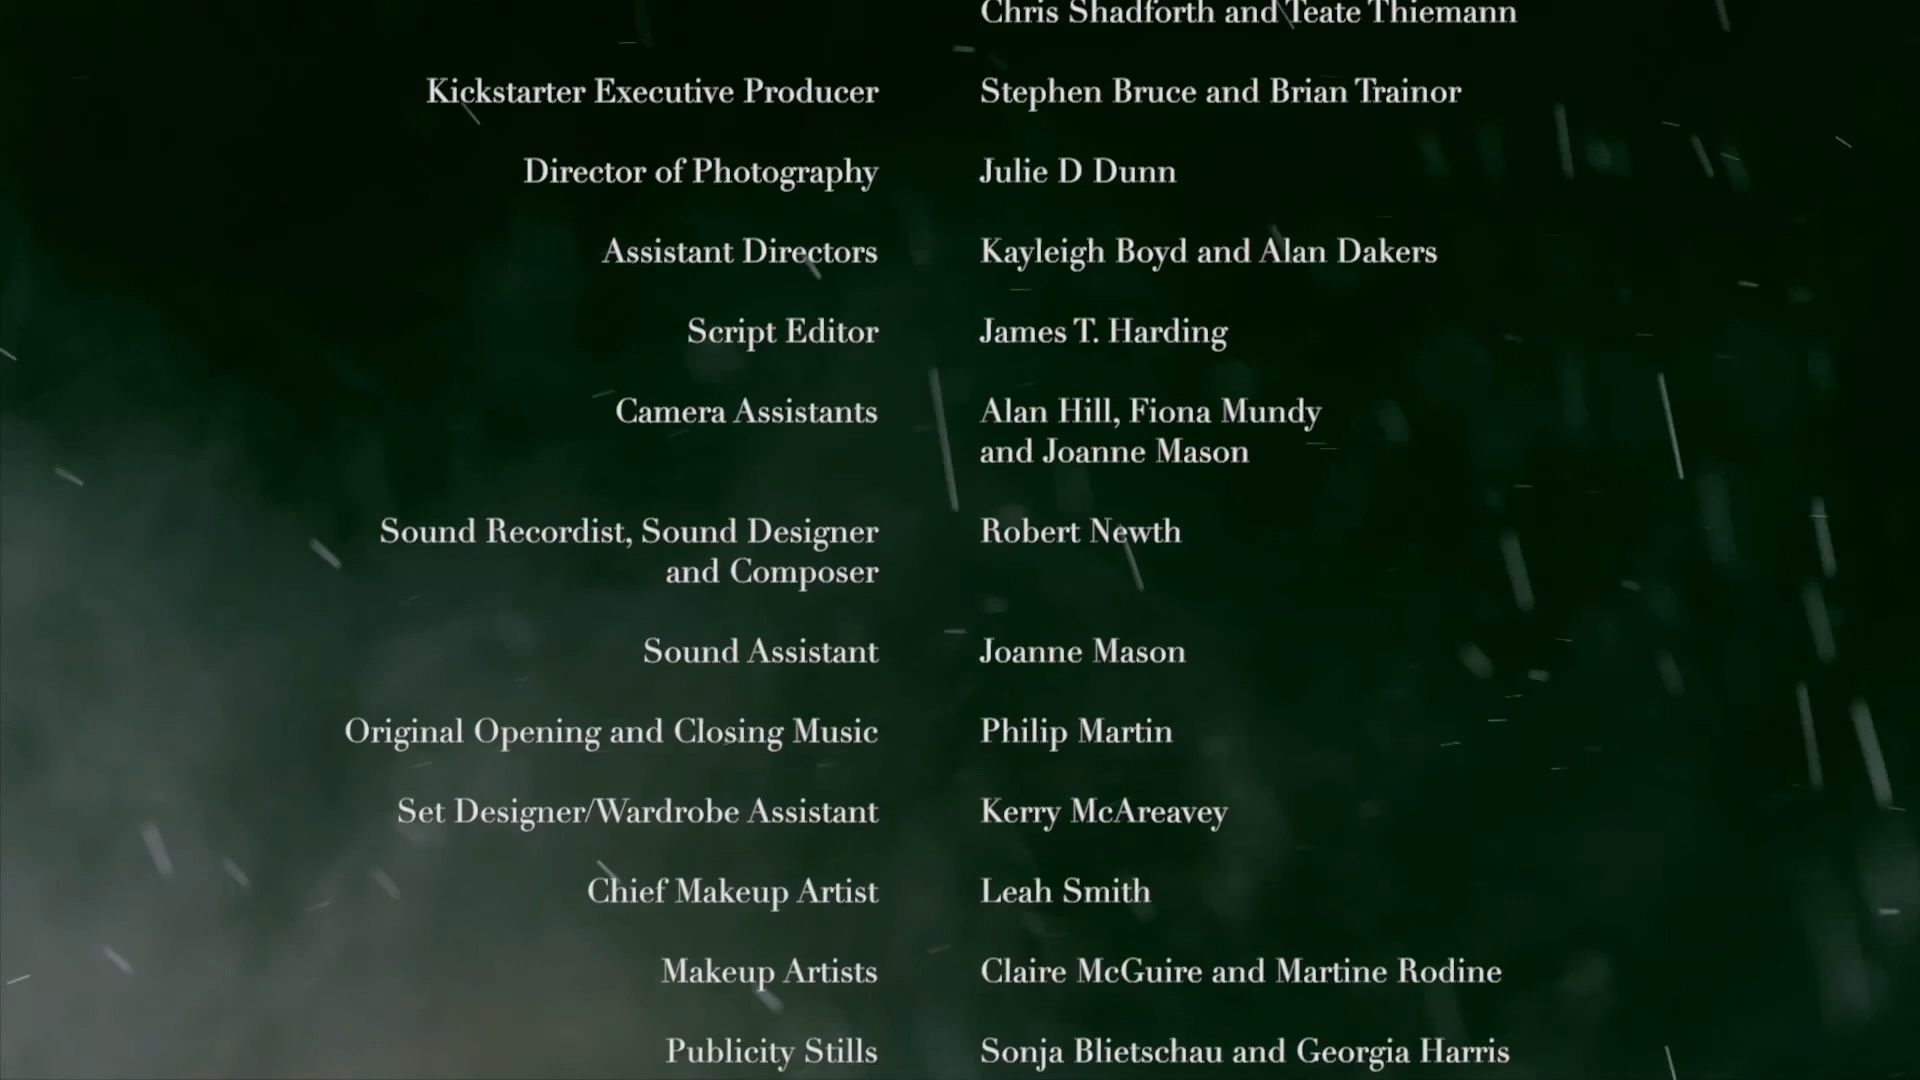 Chris Shadforth and Teate Thiemann
Kickstarter Executive Producer Stephen Bruce and Brian Trainor
Director of Photography Julie D Dunn
Assistant Directors Kayleigh Boyd and Alan Dakers
Script Editor James T. Harding
Camera Assistants Alan Hill, Fiona Mundy
and Joanne Mason
Sound Recordist, Sound Designer Robert Newth
and Composer
Sound Assistant Joanne Mason
Original Opening and Closing Music Philip Martin
Set Designer/Wardrobe Assistant Kerry McAreavey
Chief Makeup Artist Leah Smith
Makeup Artists Claire McGuire and Martine Rodine
Publicity Stills Sonja Blietschau and Georgia Harris